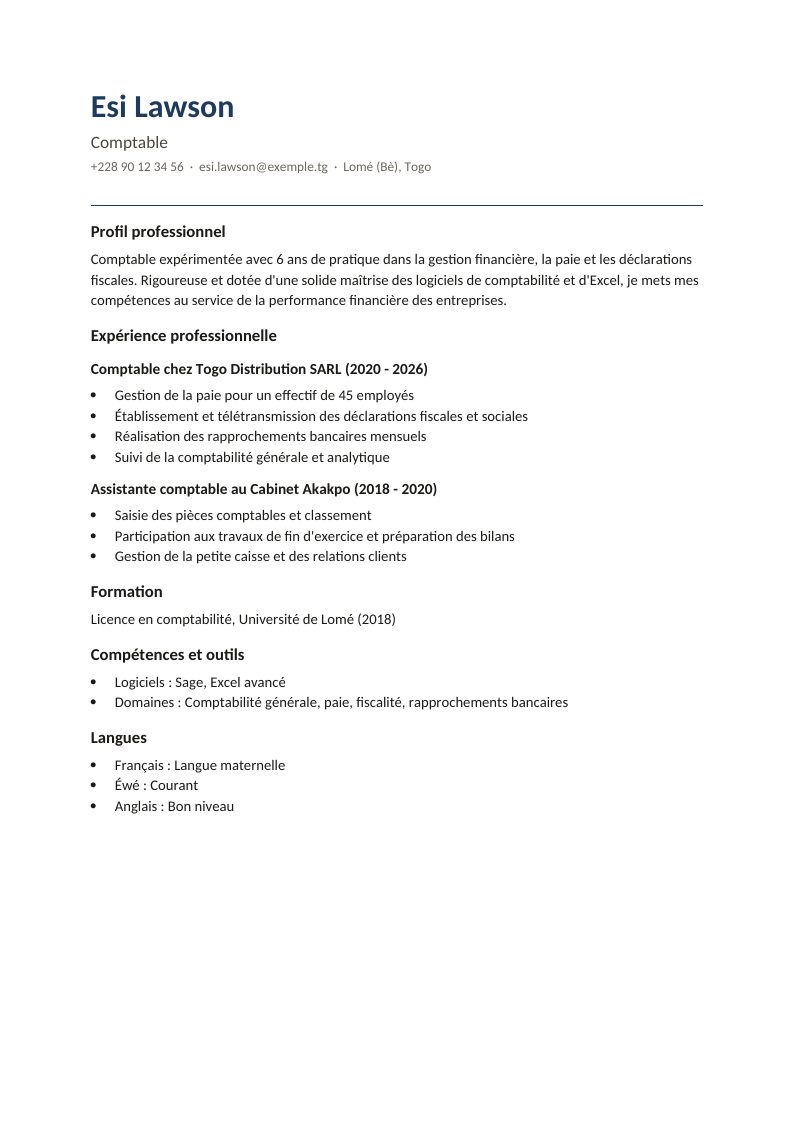 Esi Lawson
Comptable
+228 90 12 34 56 · esi.lawson@exemple.tg · Lomé (Bè), Togo
Profil professionnel
Comptable expérimentée avec 6 ans de pratique dans la gestion financière, la paie et les déclarations
fiscales. Rigoureuse et dotée d'une solide maîtrise des logiciels de comptabilité et d'Excel, je mets mes
compétences au service de la performance financière des entreprises.
Expérience professionnelle
Comptable chez Togo Distribution SARL (2020 - 2026)
• Gestion de la paie pour un effectif de 45 employés
• Établissement et télétransmission des déclarations fiscales et sociales
• Réalisation des rapprochements bancaires mensuels
• Suivi de la comptabilité générale et analytique
Assistante comptable au Cabinet Akakpo (2018 - 2020)
• Saisie des pièces comptables et classement
• Participation aux travaux de fin d'exercice et préparation des bilans
• Gestion de la petite caisse et des relations clients
Formation
Licence en comptabilité, Université de Lomé (2018)
Compétences et outils
• Logiciels : Sage, Excel avancé
• Domaines : Comptabilité générale, paie, fiscalité, rapprochements bancaires
Langues
• Français : Langue maternelle
• Éwé : Courant
• Anglais : Bon niveau